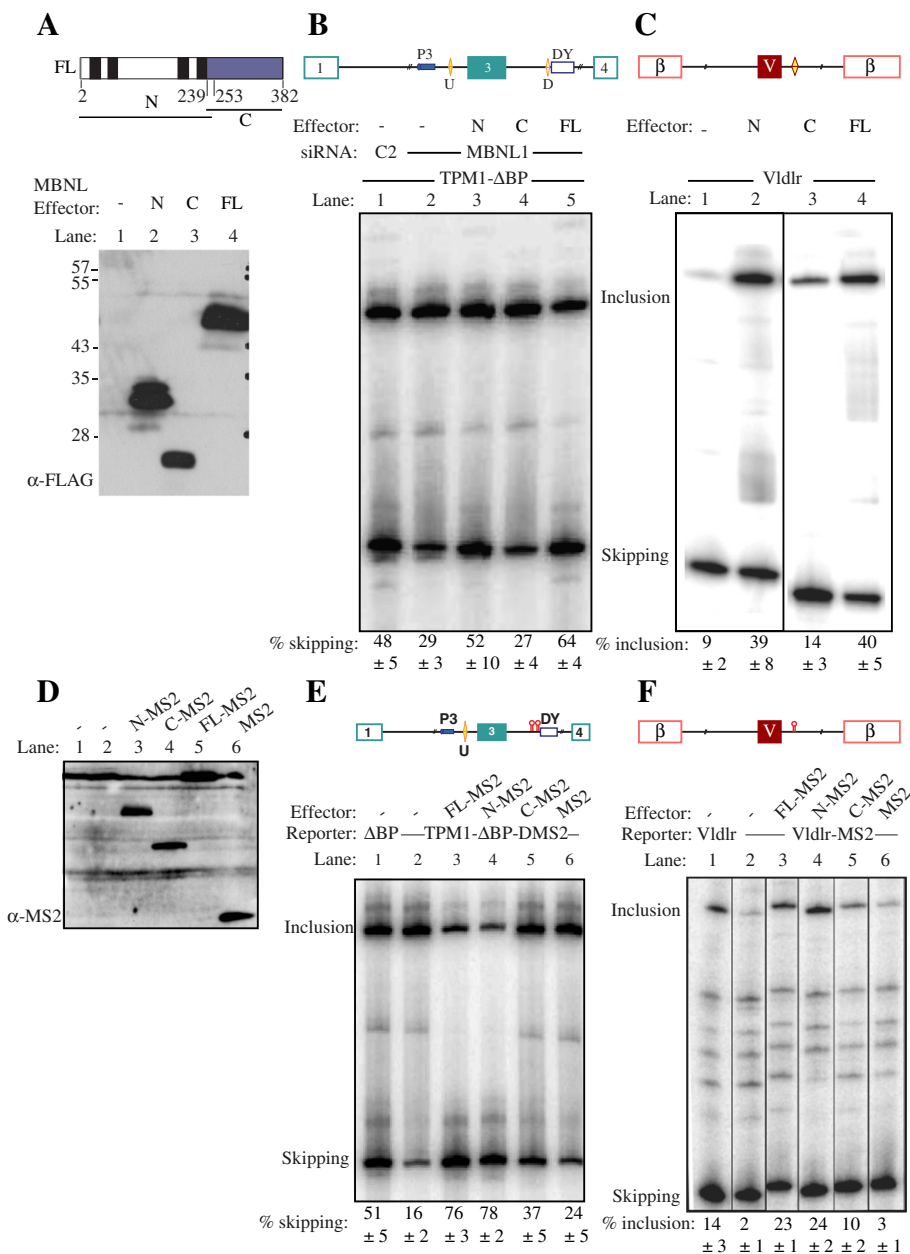 A
FL
2 239 253 382
N
C
MBNL
Effector: - N C FL
Lane: 1 2 3 4
57
55
43
35
28
α-FLAG
B
P3 DY
1 3 4
U D
Effector: - - N C FL
siRNA: C2 MBNL1
TPM1-ΔBP
Lane: 1 2 3 4 5
Inclusion
Skipping
% skipping: 48 29 52 27 64
± 5 ± 3 ± 10 ± 4 ± 4
C
β V β
Effector: - N C FL
Vldlr
Lane: 1 2 3 4
% inclusion: 9 39 14 40
± 2 ± 8 ± 3 ± 5
D
- - N-MS2 C-MS2 FL-MS2 MS2
Lane: 1 2 3 4 5 6
α-MS2
E
P3 DY
1 3 4
U
Effector: - - FL-MS2 N-MS2 C-MS2 MS2
Reporter: ΔBP TPM1-ΔBP-DMS2
Lane: 1 2 3 4 5 6
Inclusion
Skipping
% skipping: 51 16 76 78 37 24
± 5 ± 2 ± 3 ± 3 ± 5 ± 5
F
β V β
Effector: - - FL-MS2 N-MS2 C-MS2 MS2
Reporter: Vldlr Vldlr-MS2
Lane: 1 2 3 4 5 6
Inclusion
Skipping
% inclusion: 14 2 23 24 10 3
± 3 ± 1 ± 1 ± 2 ± 2 ± 1